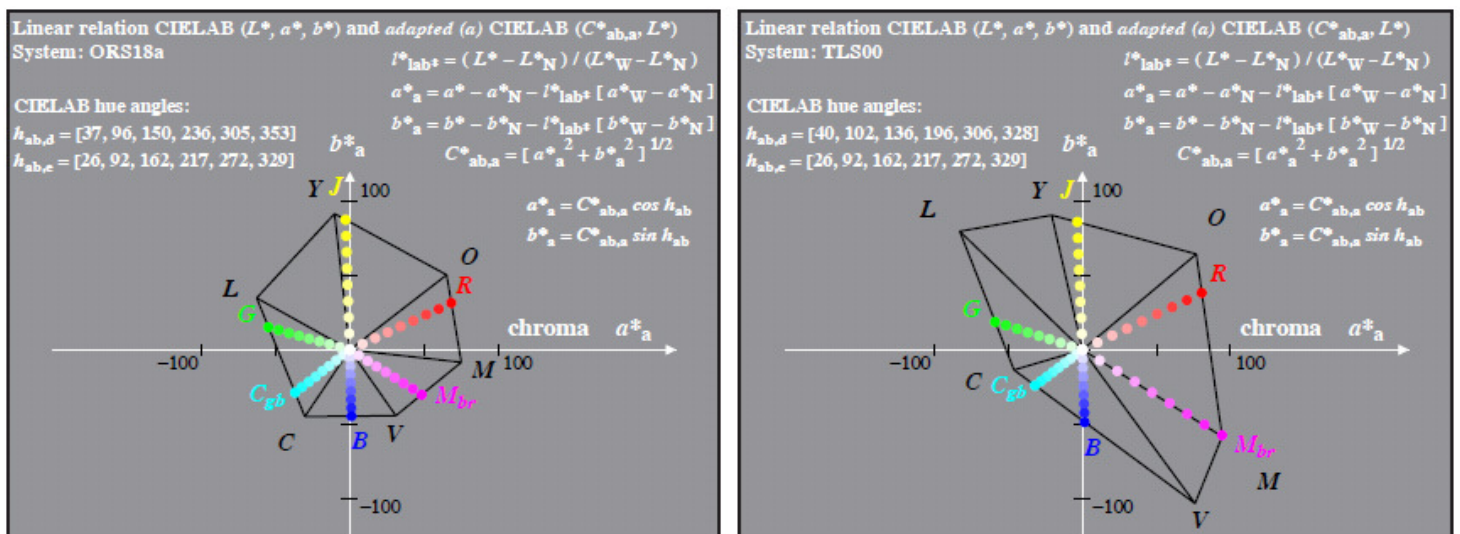 Linear relation CIELAB (L*, a*, b*) and adapted (a) CIELAB (C*ab,a, L*)
System: ORS18a
l*lab* = ( L* – L*N ) / (L*W – L*N )
a*a = a* – a*N – l*lab* [ a*W – a*N ]
CIELAB hue angles:
hab,d = [37, 96, 150, 236, 305, 353]
b*a = b* – b*N – l*lab* [ b*W – b*N ]
hab,e = [26, 92, 162, 217, 272, 329]
b*a
C*ab,a = [ a*a 2 + b*a 2 ] 1/2
Y J 100
a*a = C*ab,a cos hab
b*a = C*ab,a sin hab
O
L R
G
chroma a*a
–100 100
M
Cgb Mbr
C B V
–100
Linear relation CIELAB (L*, a*, b*) and adapted (a) CIELAB (C*ab,a, L*)
System: TLS00
l*lab* = ( L* – L*N ) / (L*W – L*N )
a*a = a* – a*N – l*lab* [ a*W – a*N ]
CIELAB hue angles:
hab,d = [40, 102, 136, 196, 306, 328]
b*a = b* – b*N – l*lab* [ b*W – b*N ]
hab,e = [26, 92, 162, 217, 272, 329]
b*a
C*ab,a = [ a*a 2 + b*a 2 ] 1/2
Y J 100
a*a = C*ab,a cos hab
L O
b*a = C*ab,a sin hab
R
G
chroma a*a
–100 100
C Cgb
B Mbr
M
–100
V